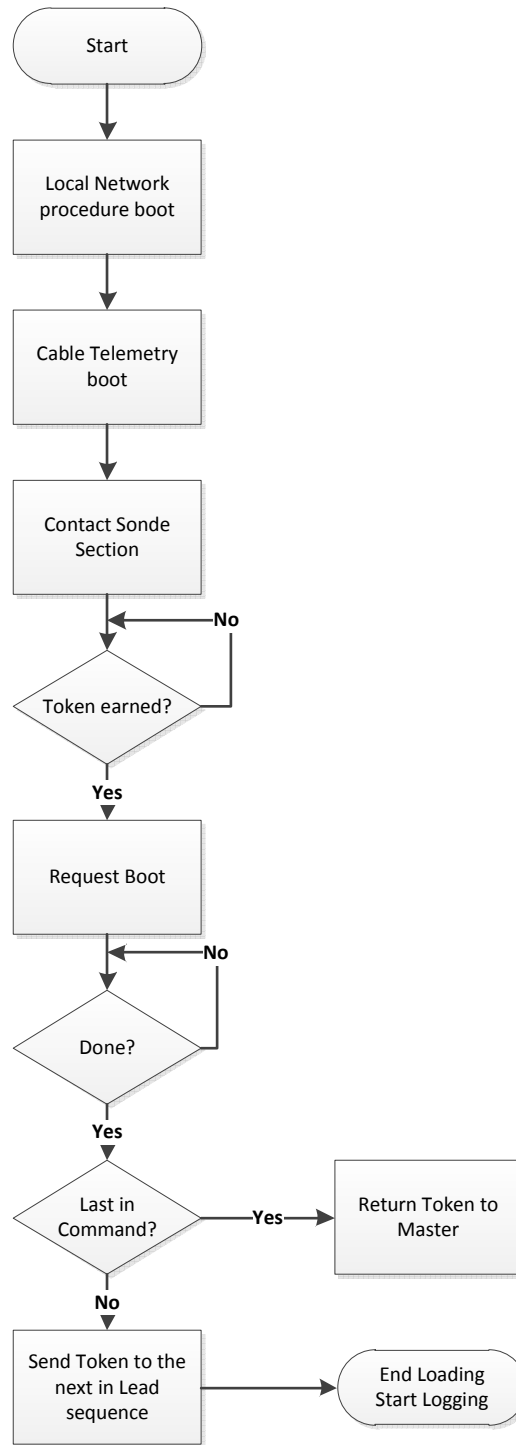 Start
Local Network
procedure boot
Cable Telemetry
boot
Contact Sonde
Section
No
Token earned?
Yes
Request Boot
No
Done?
Yes
Last in
Command?
Yes
Return Token to
Master
No
Send Token to the
next in Lead
sequence
End Loading
Start Logging